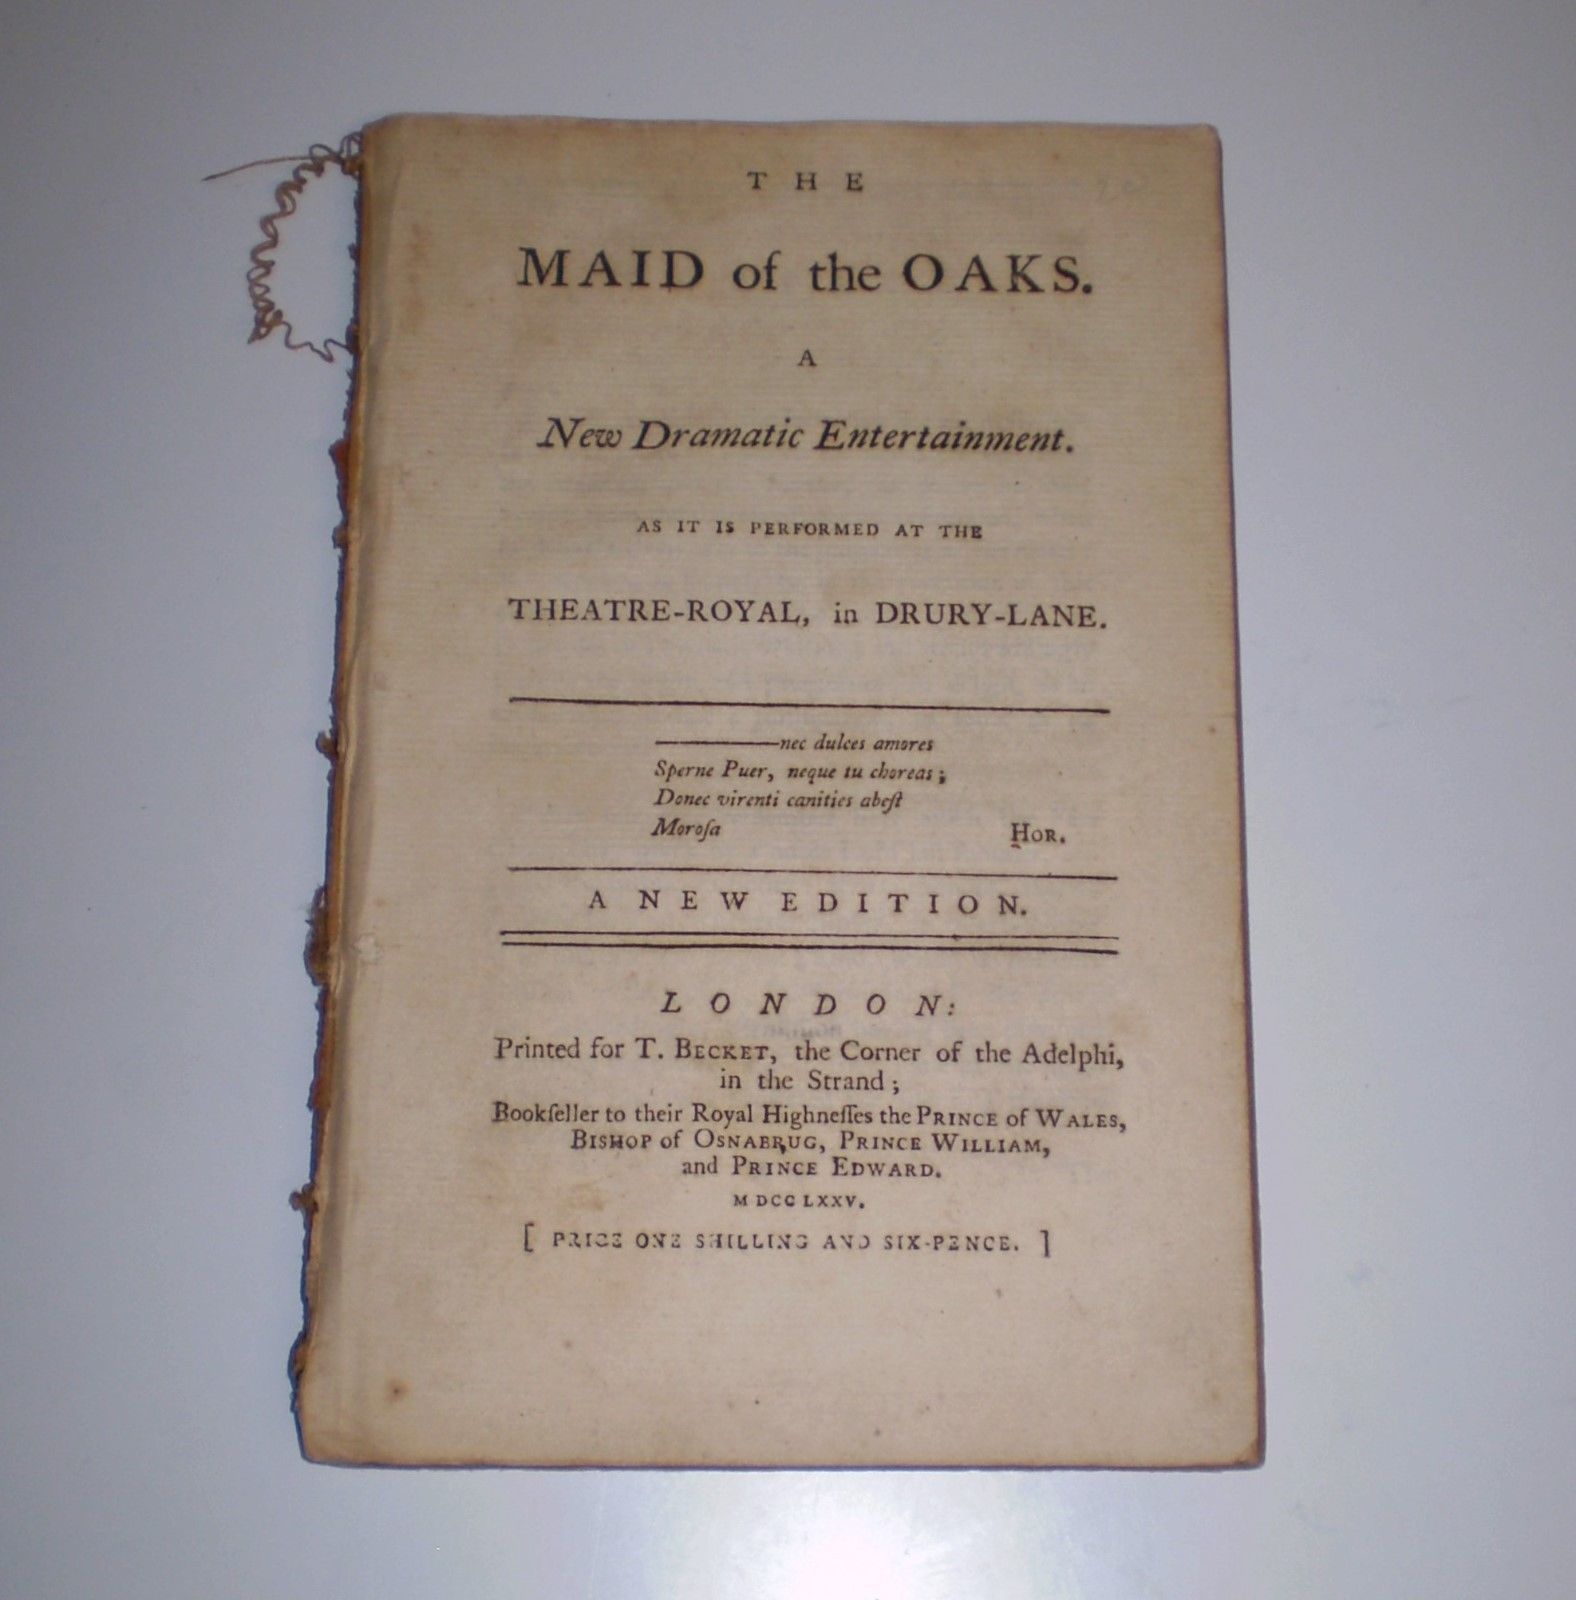 THE
MAID of the OAKS.
A
New Dramatic Entertainment.
AS IT IS PERFORMED AT THE
THEATRE-ROYAL, in DRURY-LANE.
————nec dulces amores
Sperne Puer, neque tu choreas;
Donec virenti canities abeſt
Moroſa HOR.
A NEW EDITION.
LONDON:
Printed for T. BECKET, the Corner of the Adelphi,
in the Strand;
Bookſeller to their Royal Highneſſes the PRINCE of WALES,
BISHOP of OSNABRUG, PRINCE WILLIAM,
and PRINCE EDWARD.
MDCCLXXV.
[ PRICE ONE SHILLING AND SIX-PENCE. ]